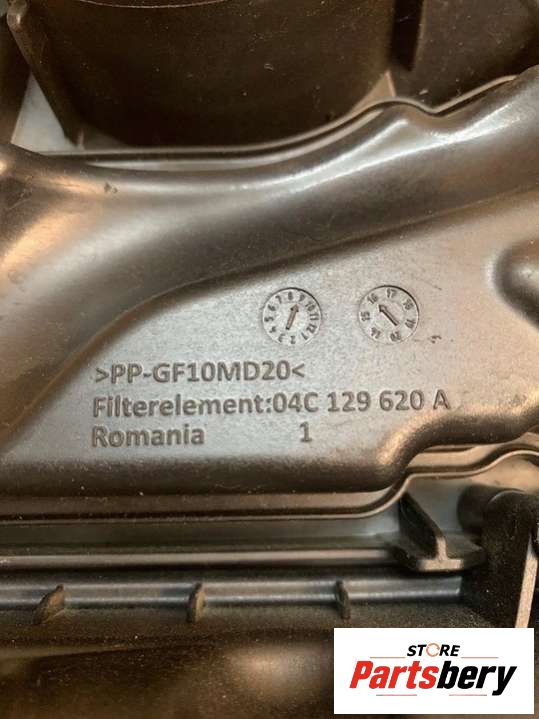 >PP-GF10MD20<
Filterelement:04C 129 620 A
Romania 1
STORE
Partsbery